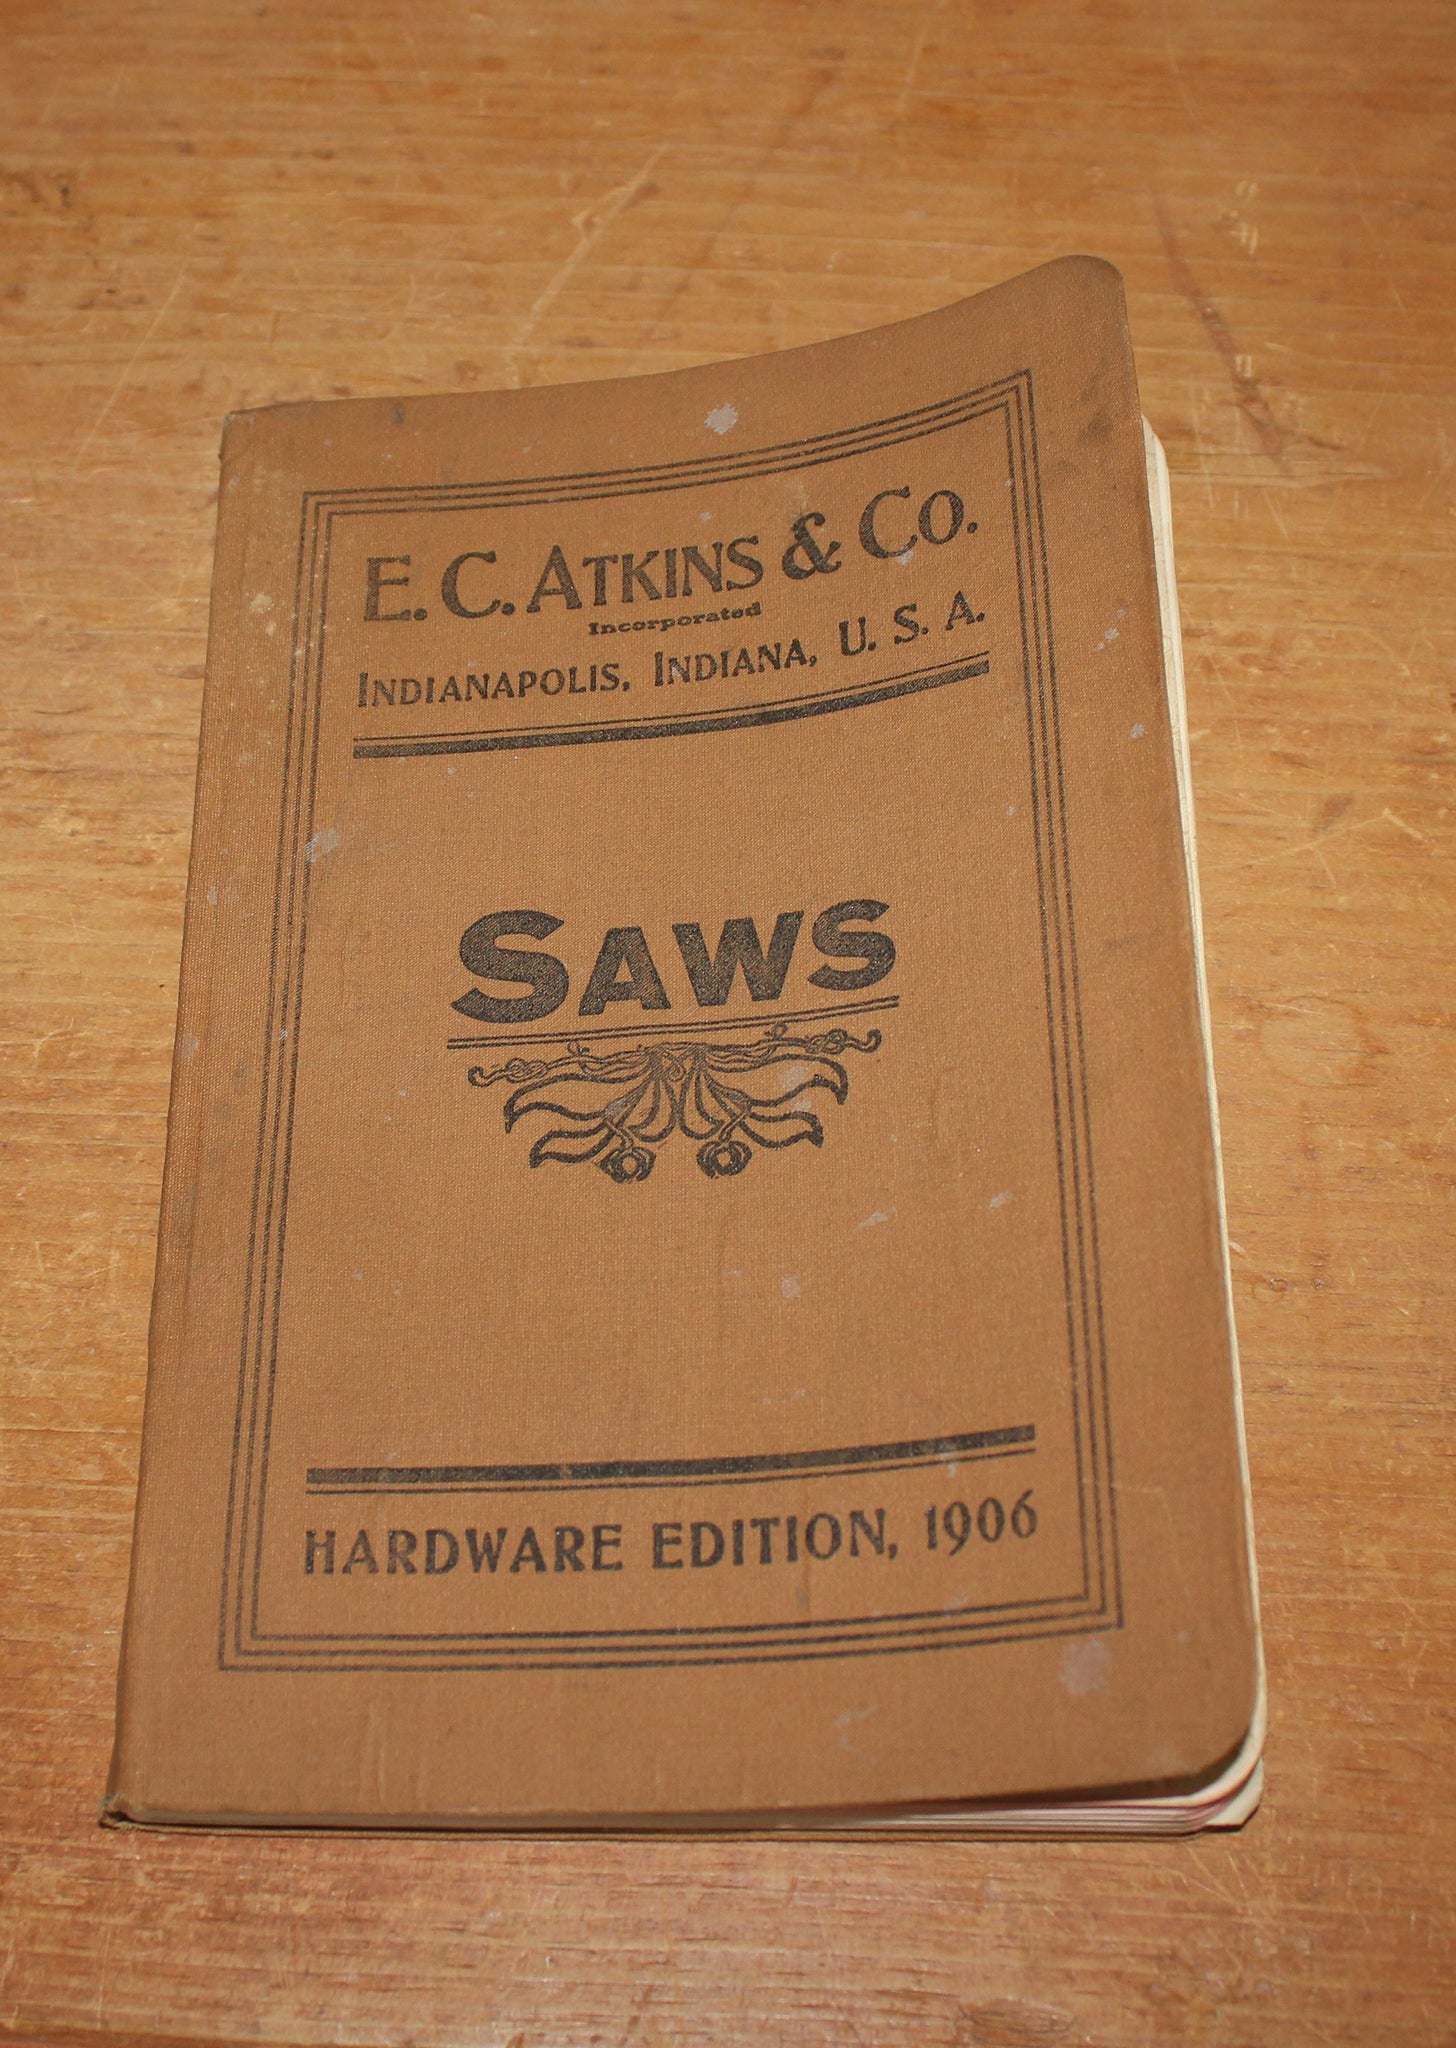 E. C. ATKINS & CO.
Incorporated
INDIANAPOLIS, INDIANA, U. S. A.
SAWS
HARDWARE EDITION, 1906